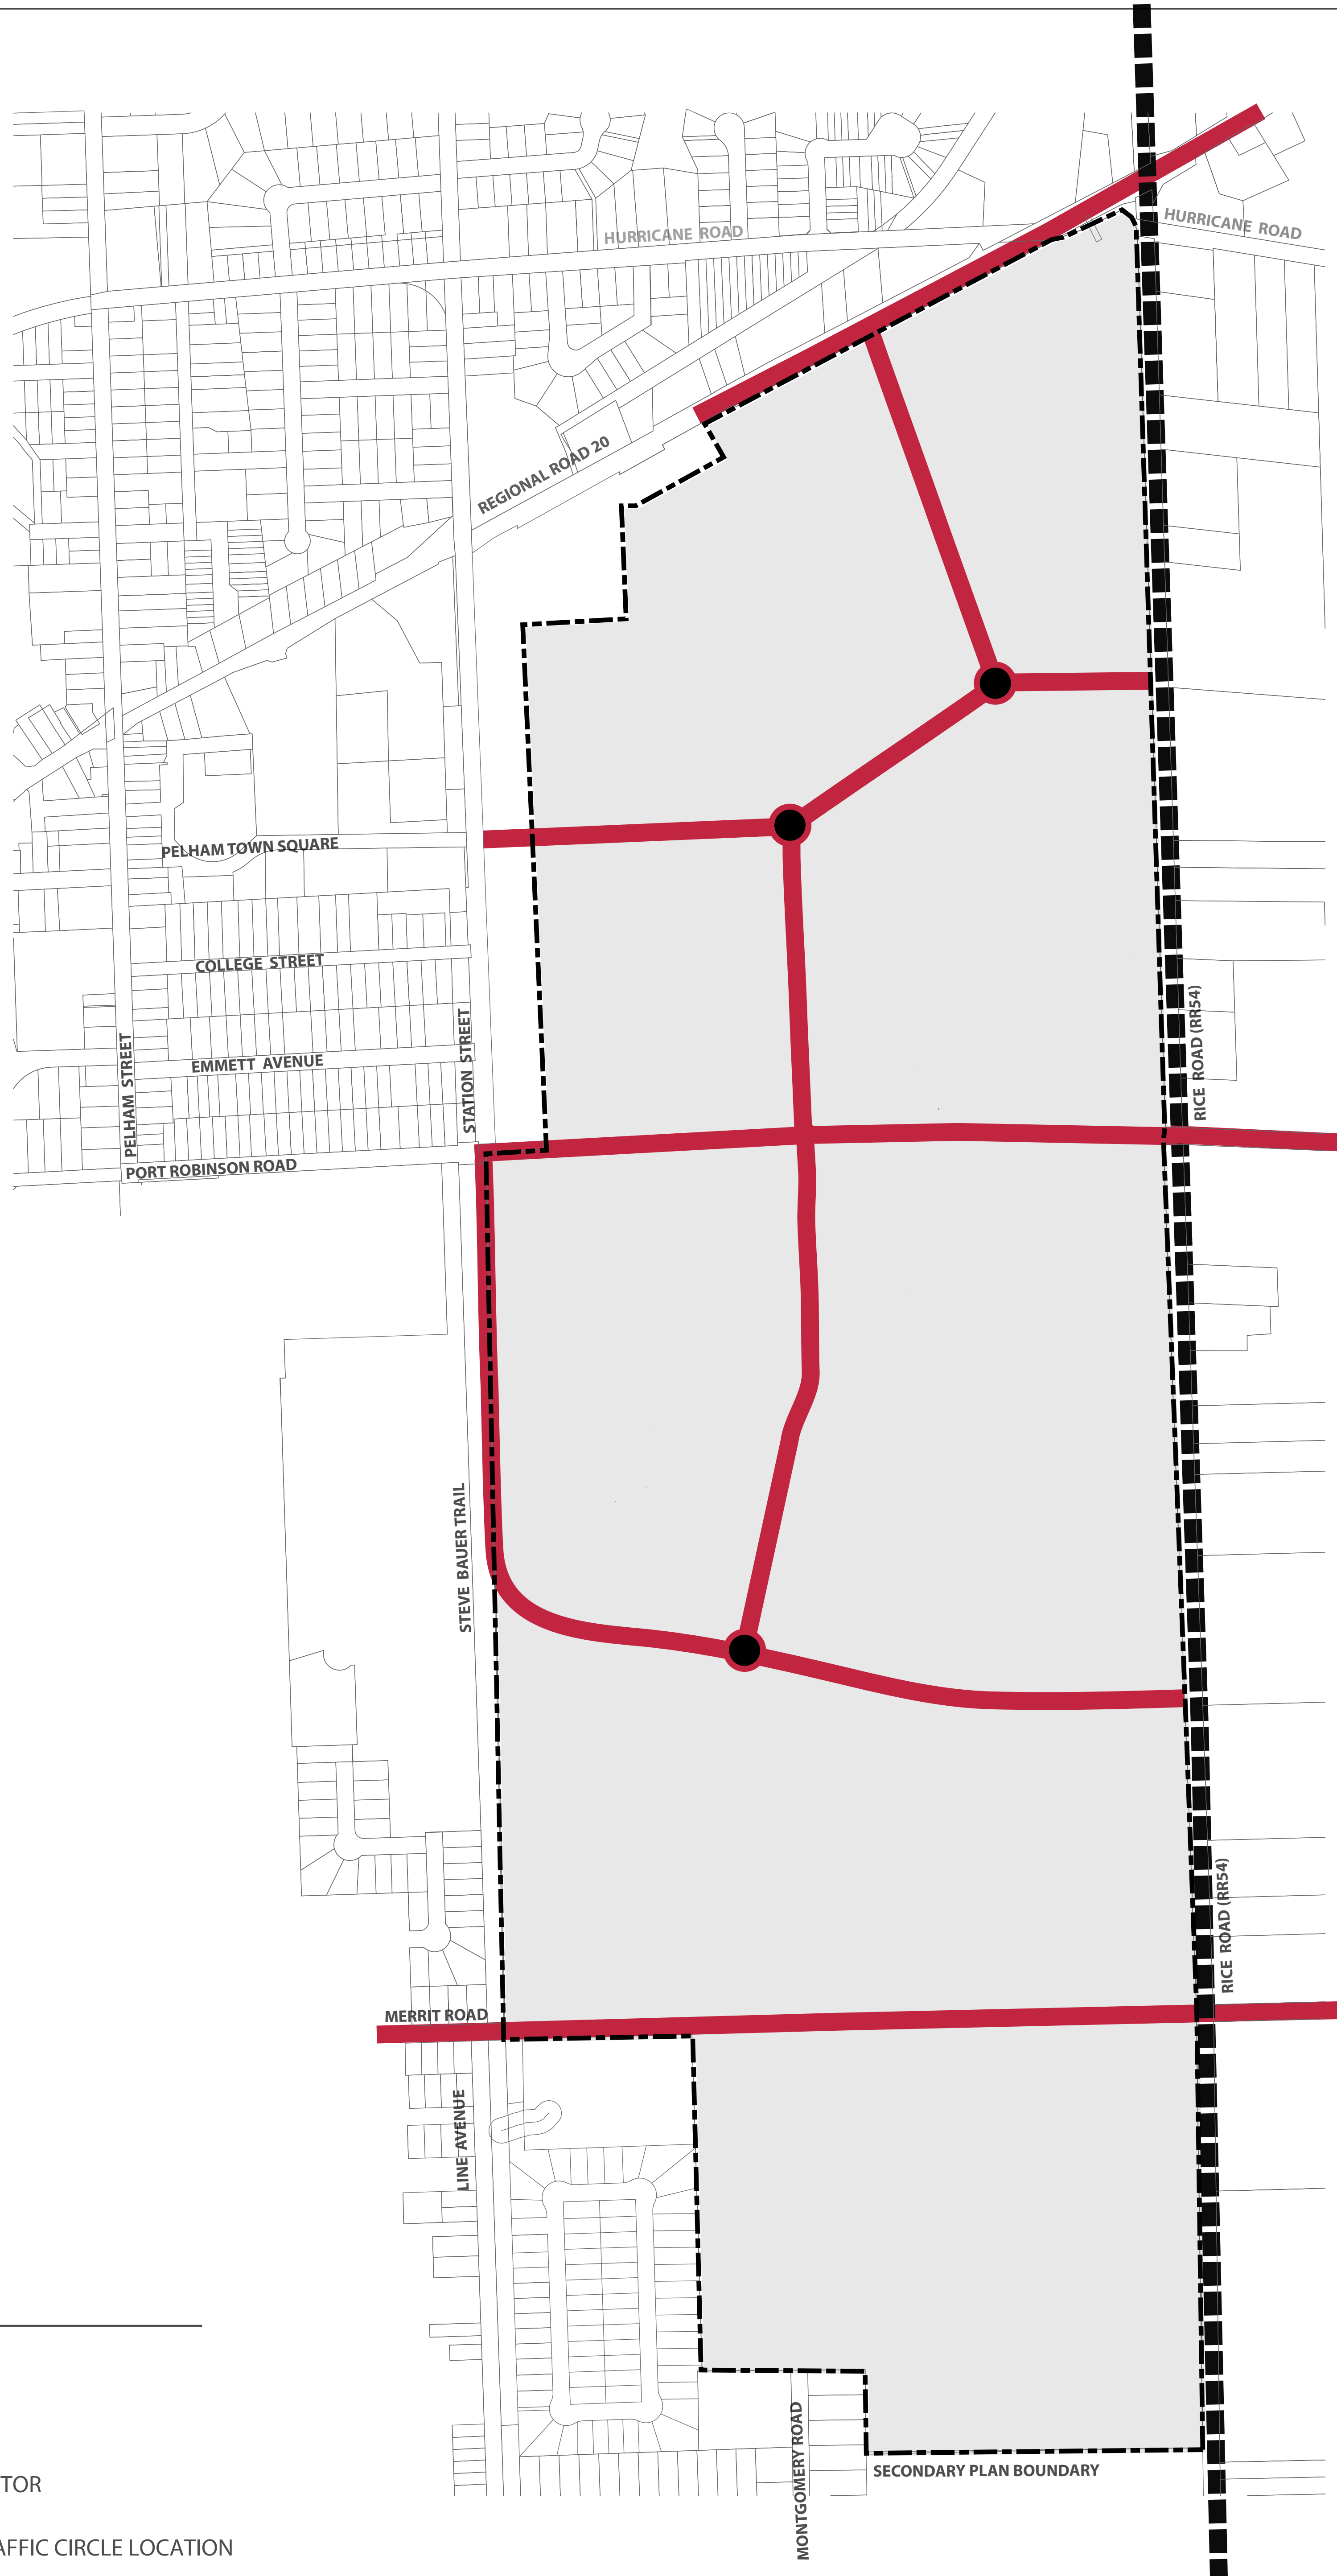 HURRICANE ROAD
HURRICANE ROAD
REGIONAL ROAD 20
PELHAM TOWN SQUARE
COLLEGE STREET
RICE ROAD (RR54)
STATION STREET
PELHAM STREET
EMMETT AVENUE
PORT ROBINSON ROAD
STEVE BAUER TRAIL
RICE ROAD (RR54)
MERRIT ROAD
LINE AVENUE
MONTGOMERY ROAD
SECONDARY PLAN BOUNDARY
TOR
AFFIC CIRCLE LOCATION